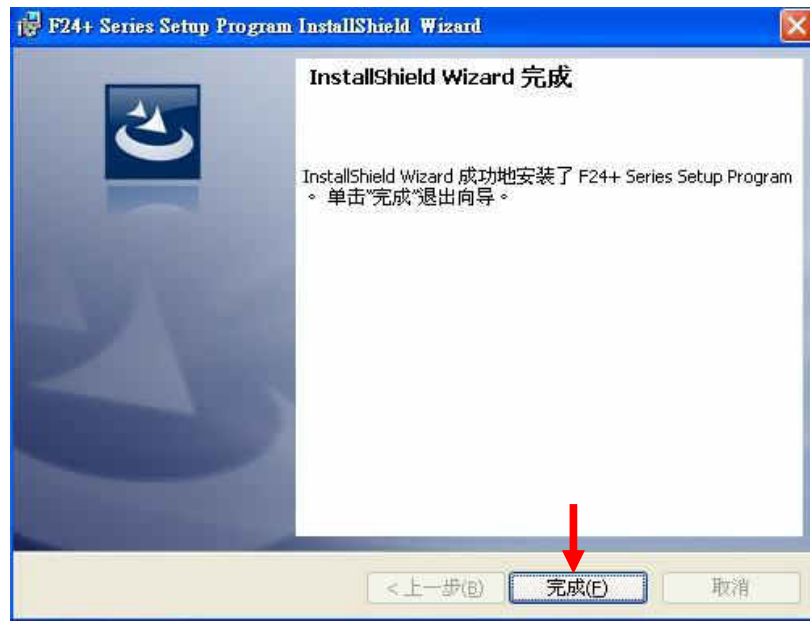 F24+ Series Setup Program InstallShield Wizard
InstallShield Wizard 完成
InstallShield Wizard 成功地安装了 F24+ Series Setup Program
。单击"完成"退出向导。
<上一步(B)
完成(F)
取消